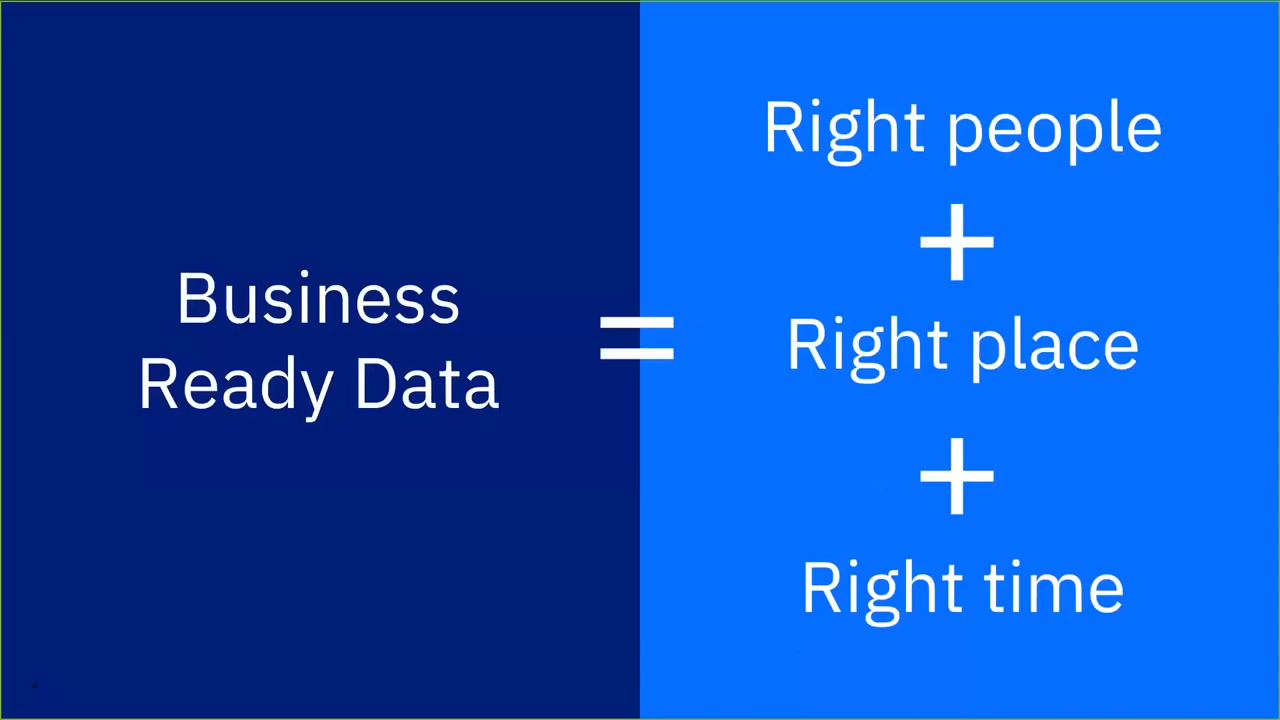 Business
Ready Data
=
Right people
+
Right place
+
Right time